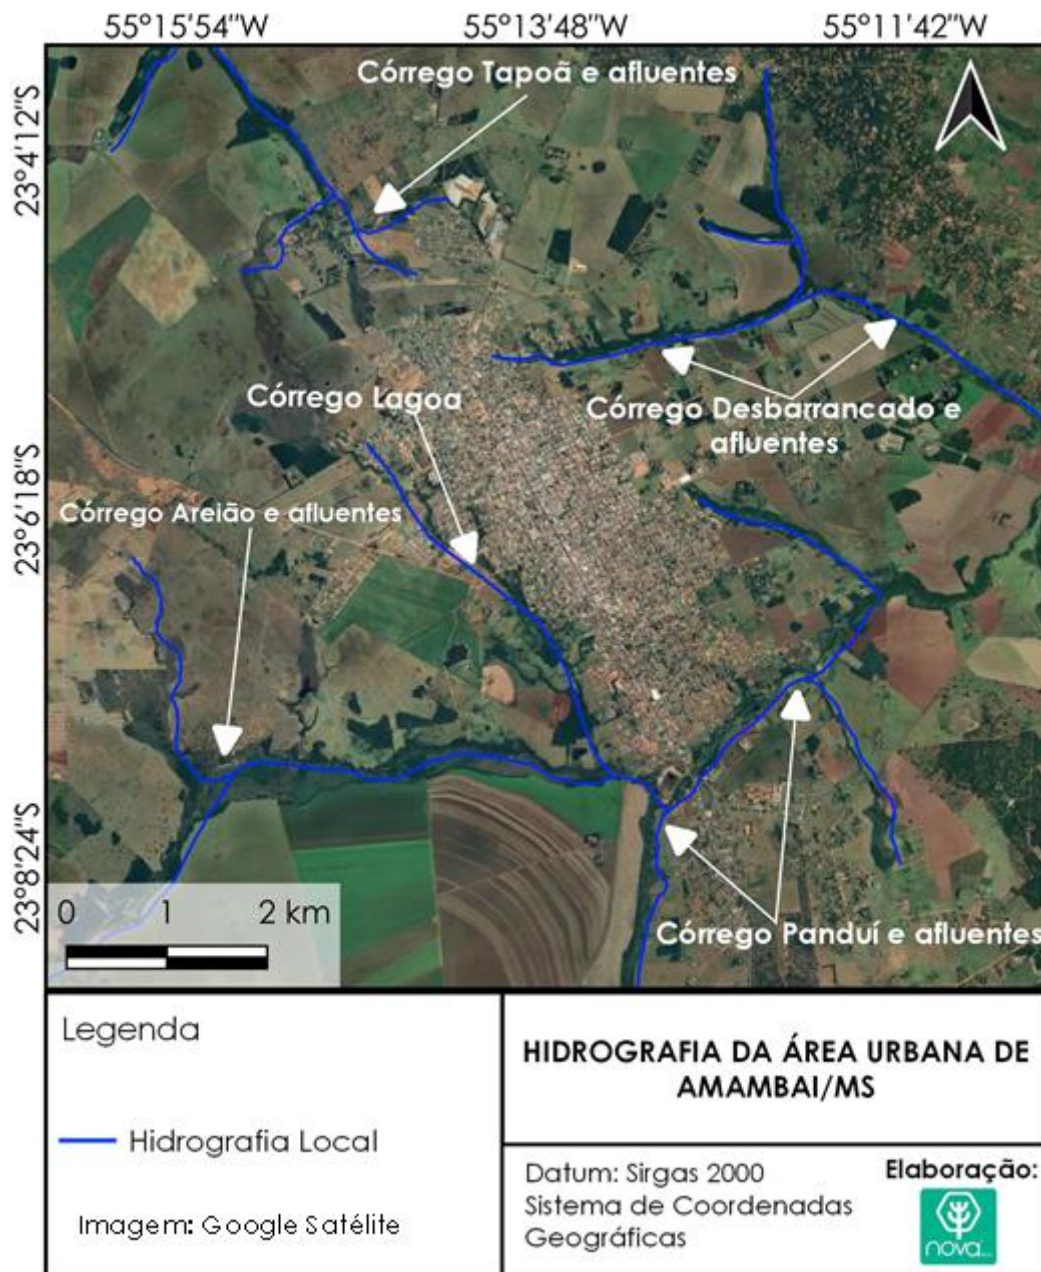 55°15'54"W 55°13'48"W 55°11'42"W
23°4'12"S
23°6'18"S
23°8'24"S
Córrego Tapoã e afluentes
Córrego Lagoa
Córrego Desbarrancado e
afluentes
Córrego Areião e afluentes
Córrego Panduí e afluentes
0 1 2 km
Legenda
Hidrografia Local
Imagem: Google Satélite
HIDROGRAFIA DA ÁREA URBANA DE
AMAMBAI/MS
Datum: Sirgas 2000
Sistema de Coordenadas
Geográficas
Elaboração:
nova